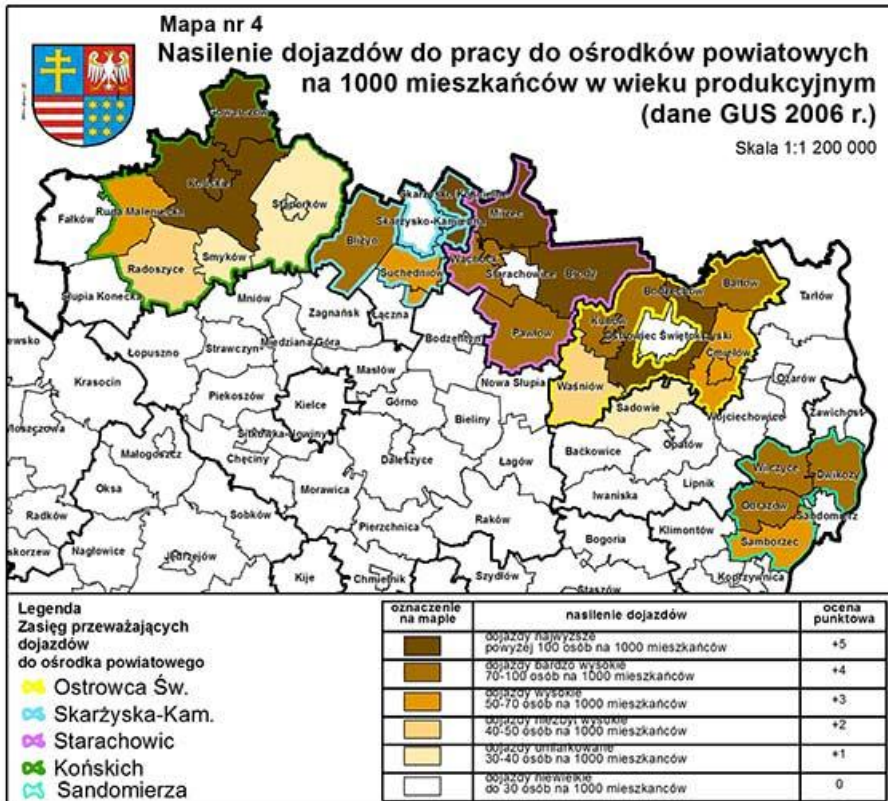 Mapa nr 4
Nasilenie dojazdów do pracy do ośrodków powiatowych
na 1000 mieszkańców w wieku produkcyjnym
(dane GUS 2006 r.)
Skala 1:1 200 000
Gowarczów
Końskie
Stąporków
Ruda Maleniecka
Fałków
Radoszyce
Smyków
Słupia Konecka
Skarżysko-Kam
Bliżyn
Suchedniów
Mirzec
Wąchock
Starachowice
Brody
Pawłów
Bodzechów
Bałtów
Kunów
Ostrowiec Świętokrzyski
Ćmielów
Waśniów
Sadowie
Tarłów
Ożarów
Wojciechowice
Zawichost
Mniów
Zagnańsk
Łączna
Łopuszno
Strawczyn
Miedziana Góra
Bodzentyn
Masłów
Nowa Słupia
Krasocin
Piekoszów
Kielce
Górno
Bieliny
Baćkowice
Opatów
Sitkówka-Nowiny
Małogoszcz
Chęciny
Daleszyce
Łagów
Iwaniska
Lipnik
Wilczyce
Dwikozy
Oksa
Morawica
Obrazów
Sandomierz
Radków
Sobków
Pierzchnica
Raków
Klimontów
Samborzec
Nagłowice
Jędrzejów
Bogoria
Kije
Chmielnik
Szydłów
Staszów
Koprzywnica
Legenda
Zasięg przeważających
dojazdów
do ośrodka powiatowego
Ostrowca Św.
Skarżyska-Kam.
Starachowic
Końskich
Sandomierza
oznaczenie
na mapie
nasilenie dojazdów
ocena
punktowa
dojazdy najwyższe
powyżej 100 osób na 1000 mieszkańców
+5
dojazdy bardzo wysokie
70-100 osób na 1000 mieszkańców
+4
dojazdy wysokie
50-70 osób na 1000 mieszkańców
+3
dojazdy niezbyt wysokie
40-50 osób na 1000 mieszkańców
+2
dojazdy umiarkowane
30-40 osób na 1000 mieszkańców
+1
dojazdy niewielkie
do 30 osób na 1000 mieszkańców
0